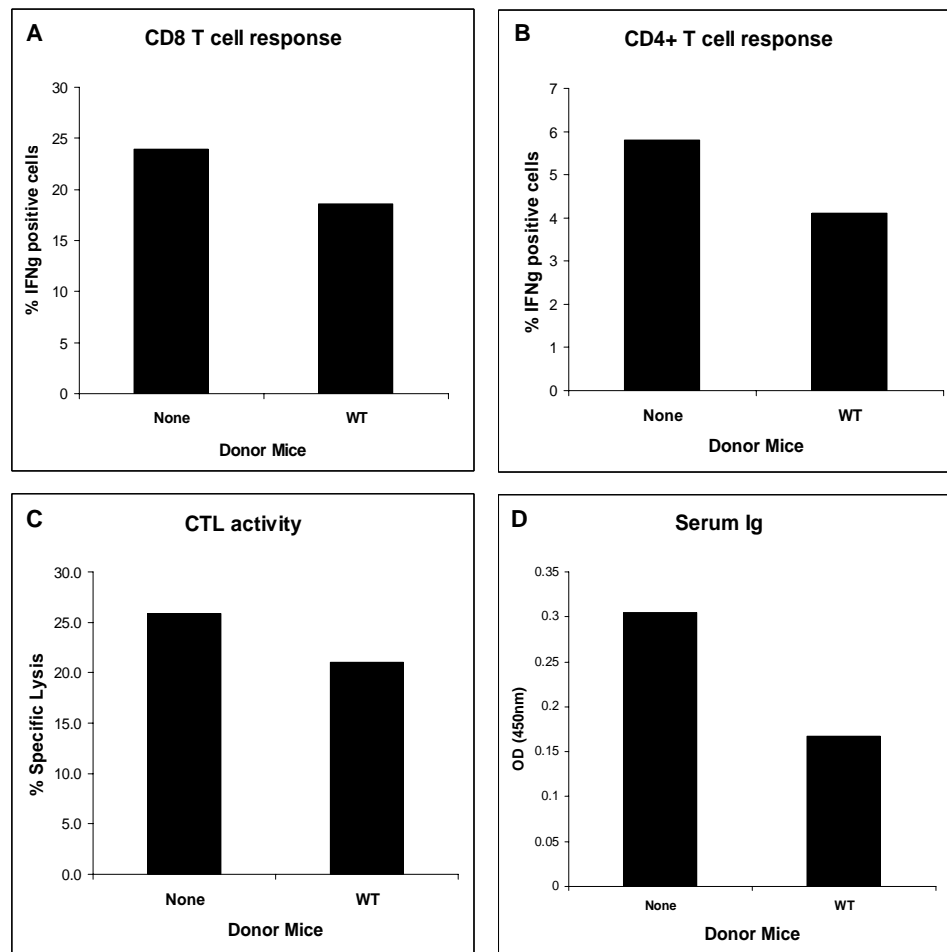 A
CD8 T cell response
% IFNg positive cells
30
25
20
15
10
5
0
None WT
Donor Mice
B
CD4+ T cell response
% IFNg positive cells
7
6
5
4
3
2
1
0
None WT
Donor Mice
C
CTL activity
% Specific Lysis
30.0
25.0
20.0
15.0
10.0
5.0
0.0
None WT
Donor Mice
D
Serum Ig
OD (450nm)
0.35
0.3
0.25
0.2
0.15
0.1
0.05
0
None WT
Donor Mice